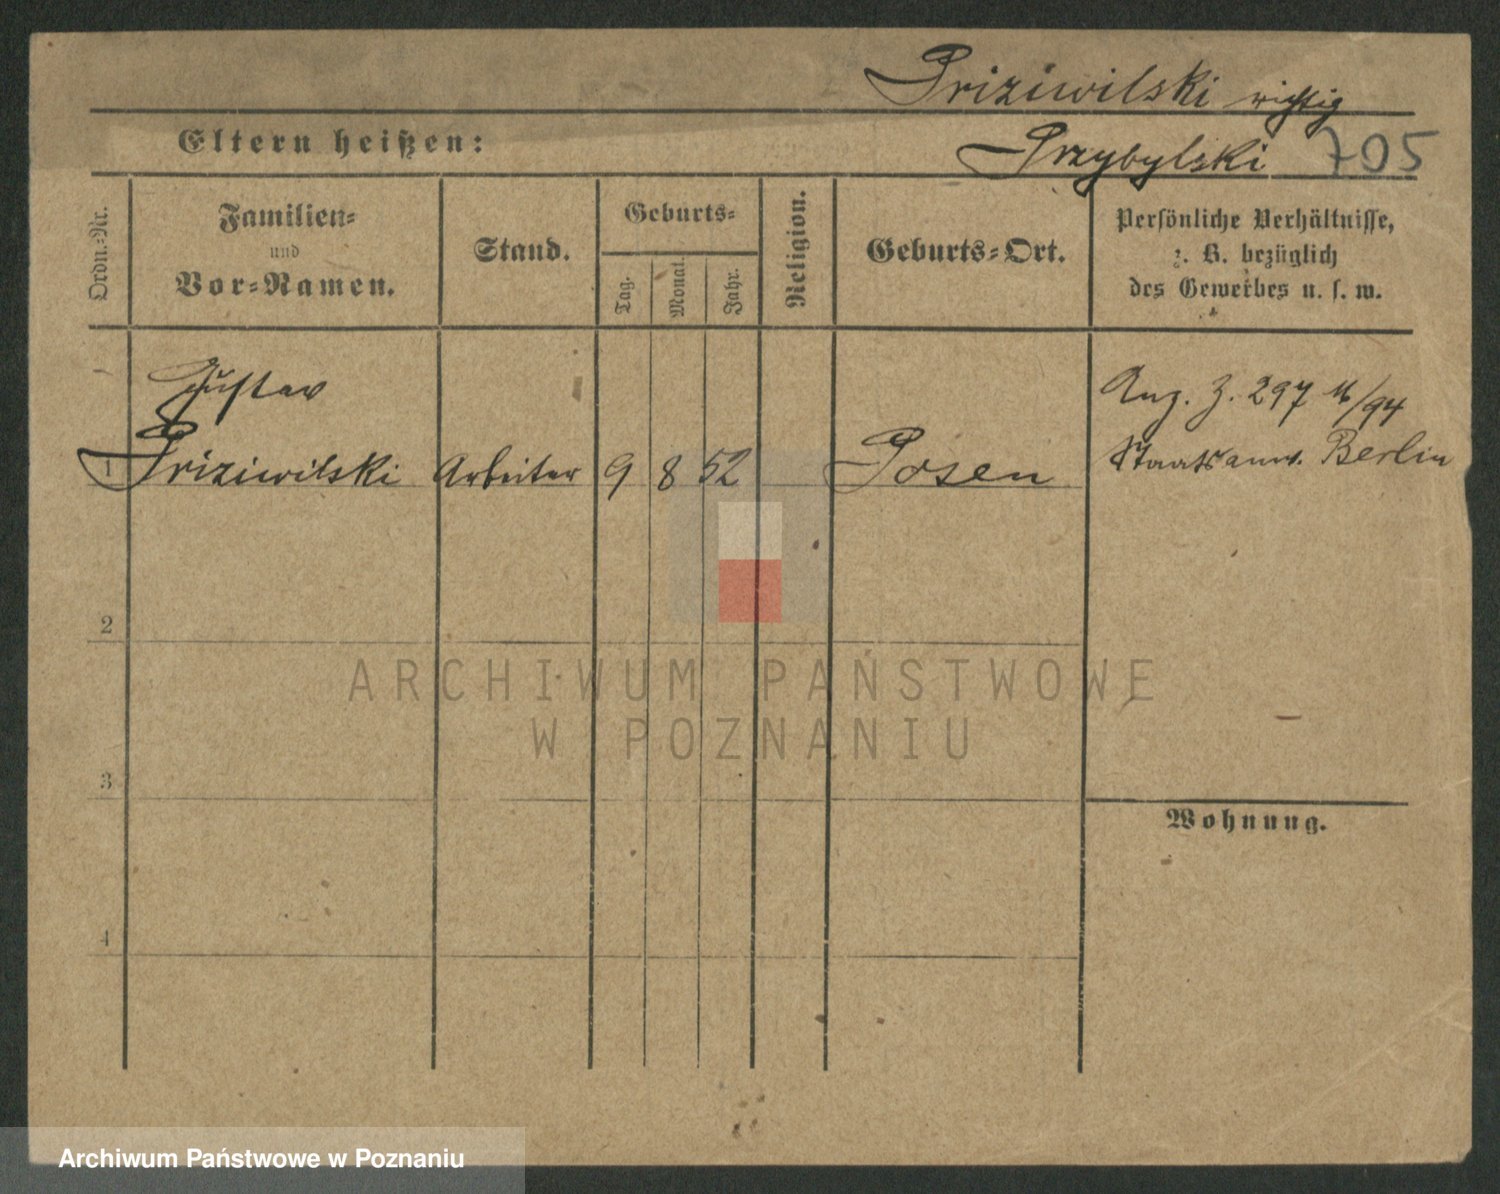 Priziwilski richtig
Eltern heißen:
Przybylski 705
Ordn.-Nr.
Familien-
und
Vor-Namen.
Stand.
Geburts-
Tag.
Monat.
Jahr.
Religion.
Geburts-Ort.
Persönliche Verhältnisse,
z. B. bezüglich
des Gewerbes u. s. w.
Gustav
1 Priziwilski Arbeiter 9 8 52 Posen
Anz. Z. 297 /94
Staatsanw. Berlin
2
3
4
Wohnung.
ARCHIWUM PAŃSTWOWE
W POZNANIU
Archiwum Państwowe w Poznaniu